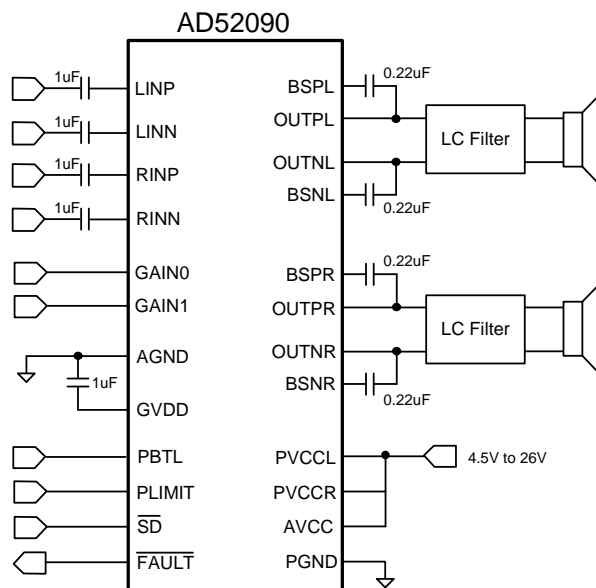 AD52090
1uF
LINP
1uF
LINN
1uF
RINP
1uF
RINN
GAIN0
GAIN1
AGND
1uF
GVDD
PBTL
PLIMIT
SD
FAULT
BSPL
0.22uF
OUTPL
LC Filter
OUTNL
BSNL
0.22uF
BSPR
0.22uF
OUTPR
LC Filter
OUTNR
BSNR
0.22uF
PVCCL
4.5V to 26V
PVCCR
AVCC
PGND